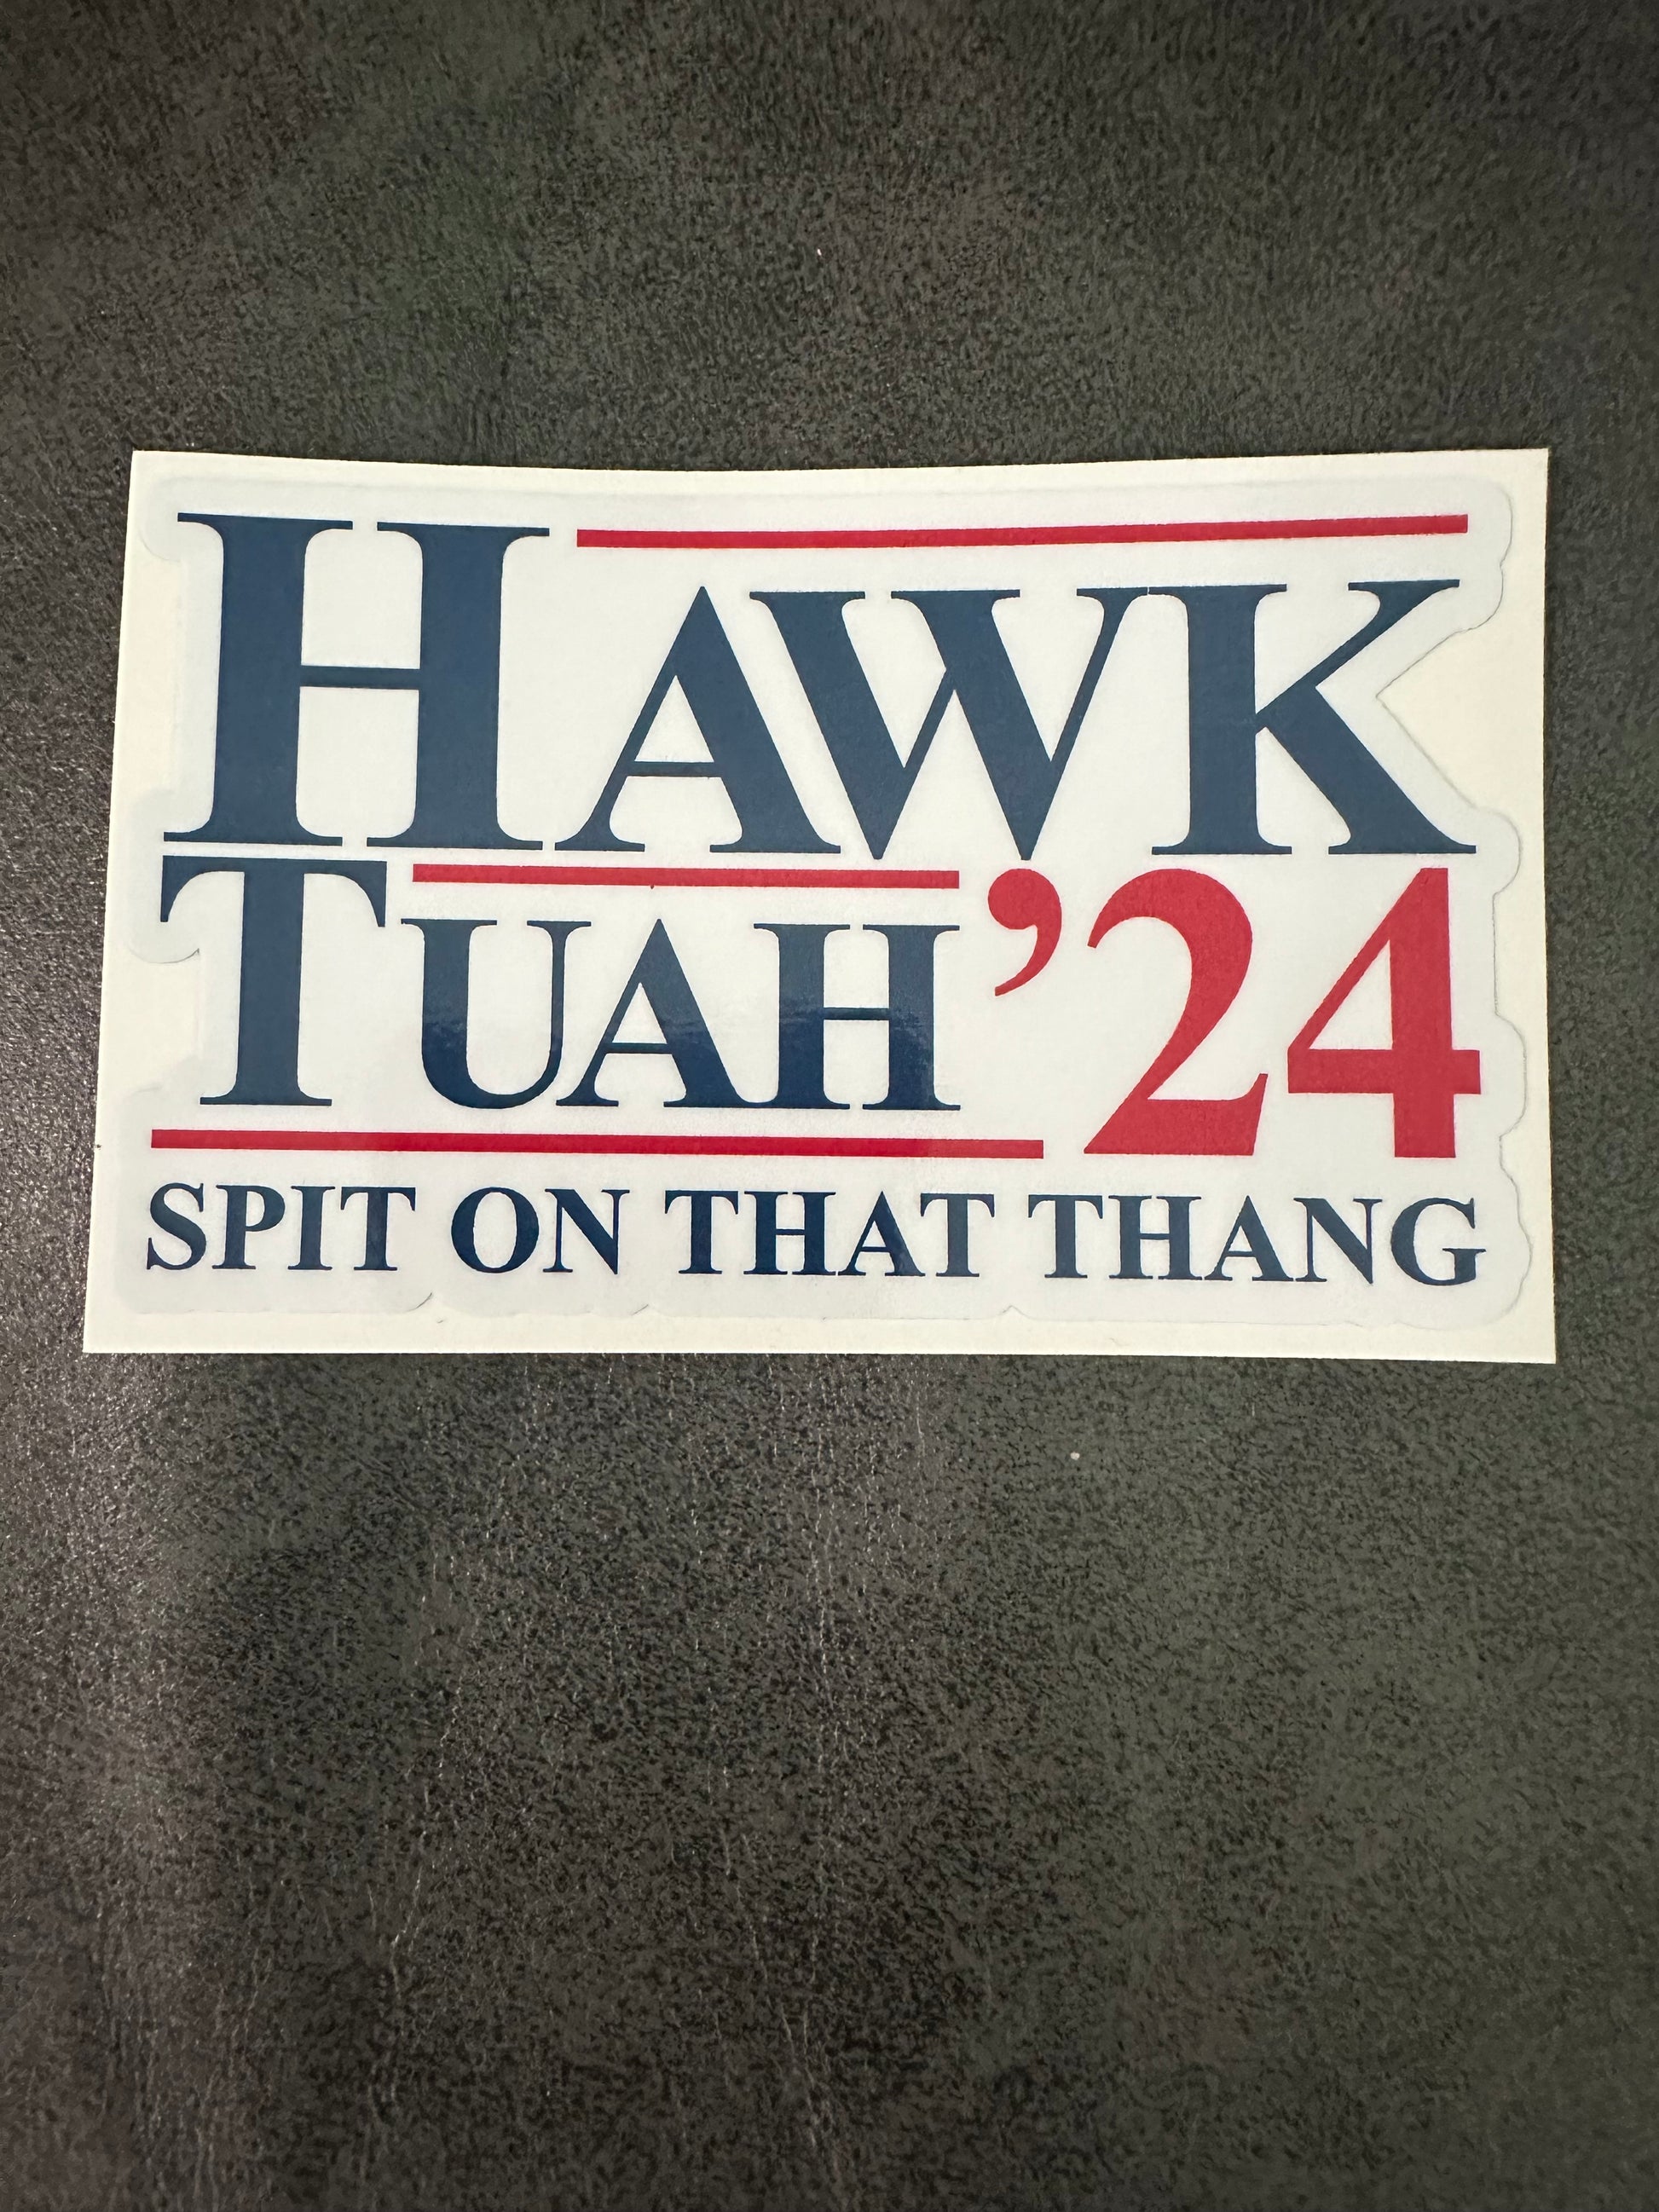 HAWK
TUAH ’24
SPIT ON THAT THANG